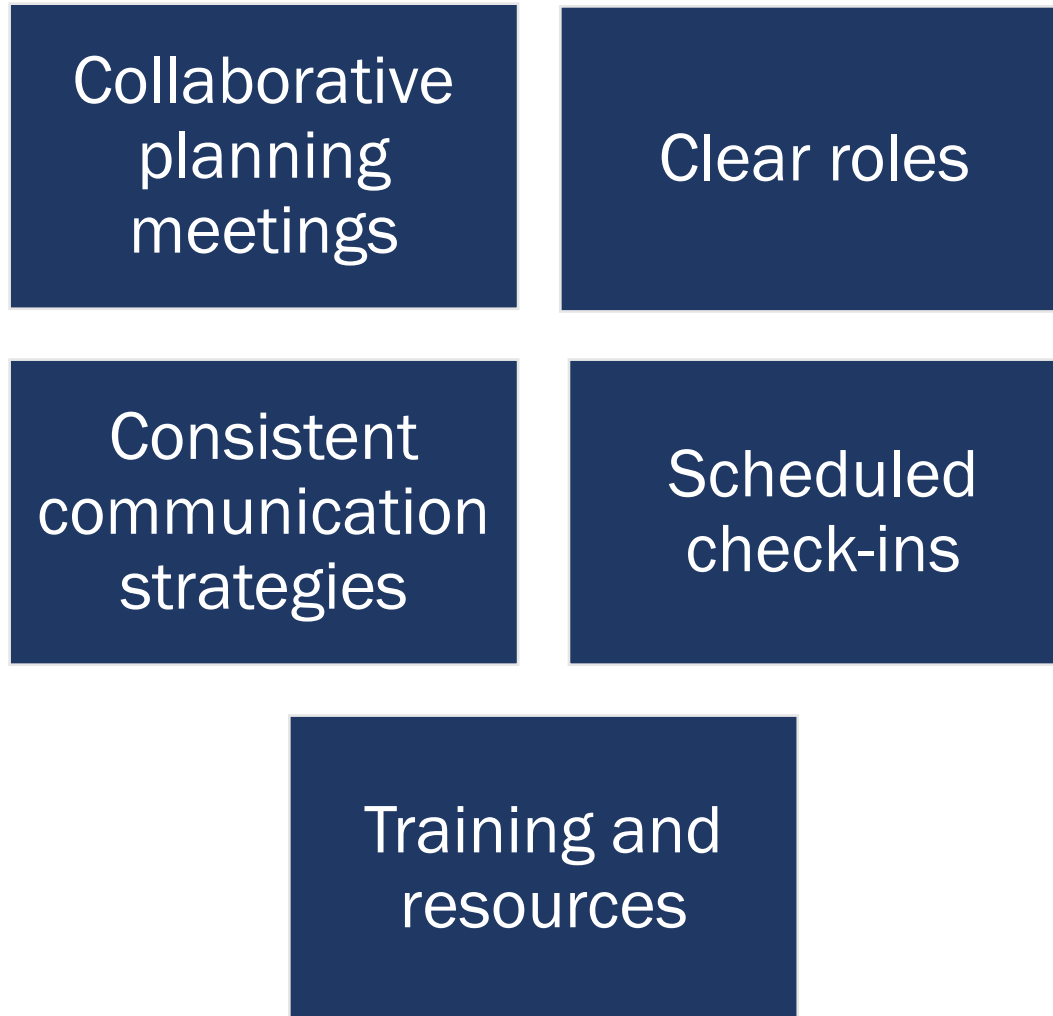 Collaborative
planning
meetings
Clear roles
Consistent
communication
strategies
Scheduled
check-ins
Training and
resources